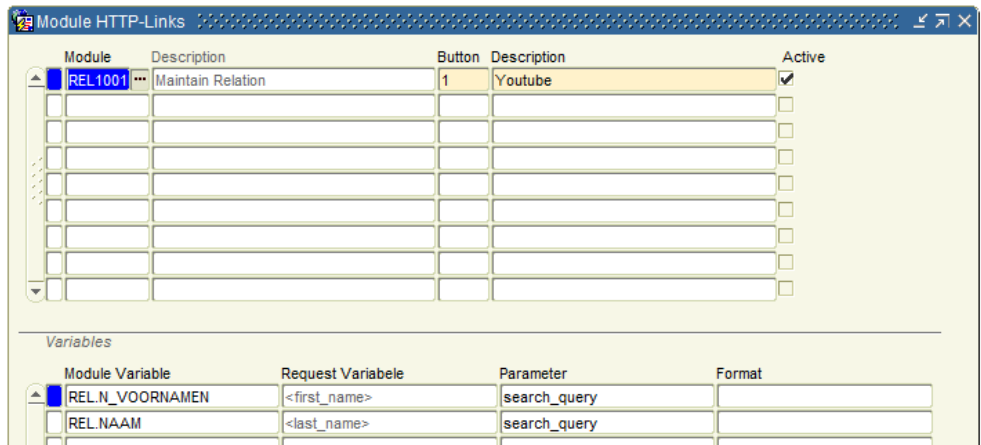 Module HTTP-Links
Module Description Button Description Active
REL1001 ... Maintain Relation 1 Youtube
Variables
Module Variable Request Variabele Parameter Format
REL.N_VOORNAMEN <first_name> search_query
REL.NAAM <last_name> search_query